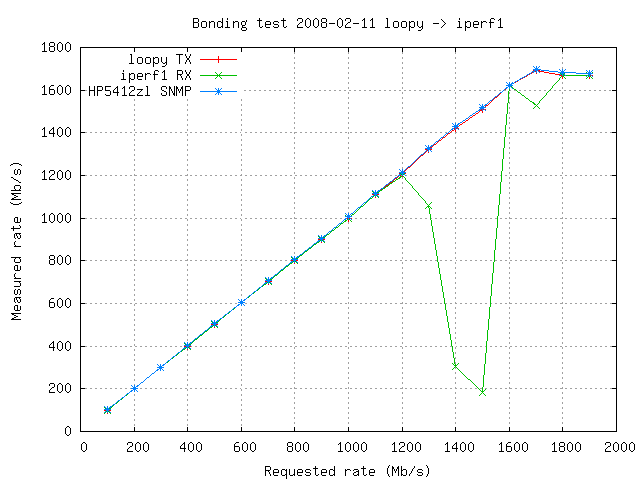 Bonding test 2008-02-11 loopy -> iperf1
loopy TX
iperf1 RX
HP5412zl SNMP
1800
1600
1400
1200
1000
800
600
400
200
0
Measured rate (Mb/s)
0 200 400 600 800 1000 1200 1400 1600 1800 2000
Requested rate (Mb/s)